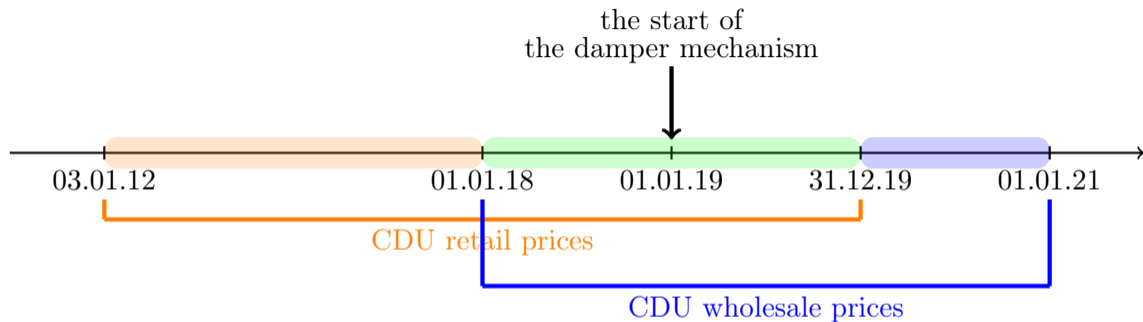 the start of
the damper mechanism
03.01.12 01.01.18 01.01.19 31.12.19 01.01.21
CDU retail prices
CDU wholesale prices